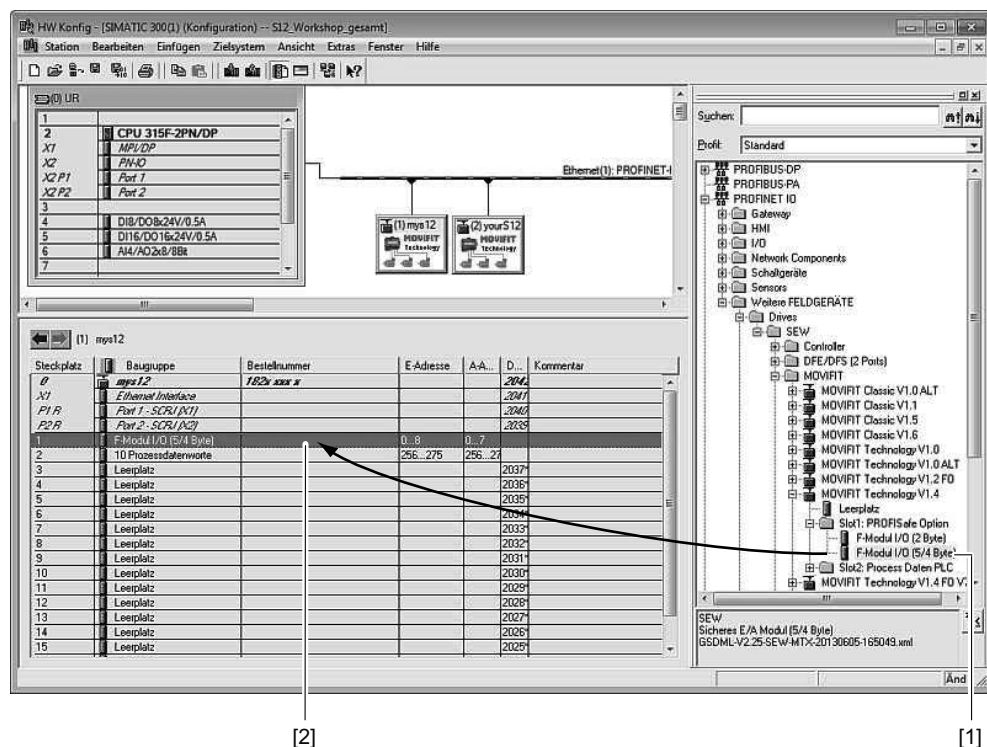 HW Konfig - [SIMATIC 300(1) (Konfiguration) -- S12_Workshop_gesamt]
Station Bearbeiten Einfügen Zielsystem Ansicht Extras Fenster Hilfe
(0) UR
1
2 CPU 315F-2PN/DP
X1 MPI/DP
X2 PN-IO
X2 P1 Port 1
X2 P2 Port 2
3
4 DI8/DO8x24V/0.5A
5 DI16/DO16x24V/0.5A
6 AI4/AO2x8/8Bit
7
Ethernet(1): PROFINET-I
(1) mys12
MOVIFIT
Technology
(2) yourS12
MOVIFIT
Technology
Suchen:
Profil: Standard
PROFIBUS-DP
PROFIBUS-PA
PROFINET IO
Gateway
HMI
I/O
Network Components
Schaltgeräte
Sensors
Weitere FELDGERÄTE
Drives
SEW
Controller
DFE/DFS (2 Ports)
MOVIFIT
MOVIFIT Classic V1.0 ALT
MOVIFIT Classic V1.1
MOVIFIT Classic V1.5
MOVIFIT Classic V1.6
MOVIFIT Technology V1.0
MOVIFIT Technology V1.0 ALT
MOVIFIT Technology V1.2 FO
MOVIFIT Technology V1.4
Leerplatz
Slot1: PROFISafe Option
F-Modul I/O (2 Byte)
F-Modul I/O (5/4 Byte)
Slot2: Process Daten PLC
MOVIFIT Technology V1.4 FO V
SEW
Sicheres E/A Modul (5/4 Byte)
GSDML-V2.25-SEW-MTX-20130605-165049.xml
(1) mys12
Steckplatz Baugruppe Bestellnummer E-Adresse A-A... D... Kommentar
0 mys12 182x xxx x 2042
X1 Ethernet Interface 2041
P1 R Port 1 - SCRJ (X1) 2040
P2 R Port 2 - SCRJ (X2) 2039
1 F-Modul I/O (5/4 Byte) 0...8 0...7
2 10 Prozessdatenworte 256...275 256...27
3 Leerplatz 2037*
4 Leerplatz 2036*
5 Leerplatz 2035*
6 Leerplatz 2034*
7 Leerplatz 2033*
8 Leerplatz 2032*
9 Leerplatz 2031*
10 Leerplatz 2030*
11 Leerplatz 2029*
12 Leerplatz 2028*
13 Leerplatz 2027*
14 Leerplatz 2026*
15 Leerplatz 2025*
Änd
[2] [1]